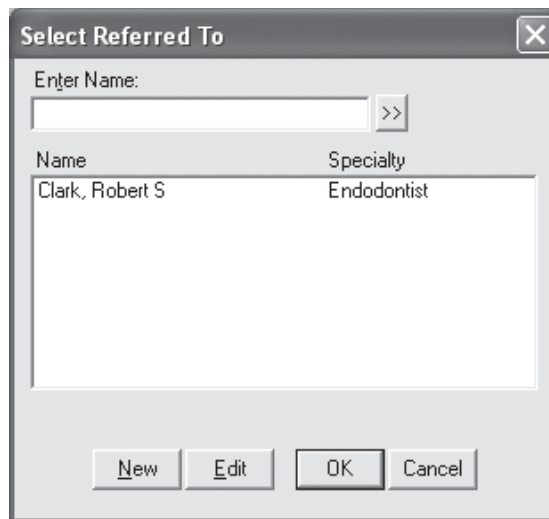 Select Referred To
Enter Name:
>>
Name Specialty
Clark, Robert S Endodontist
New Edit OK Cancel